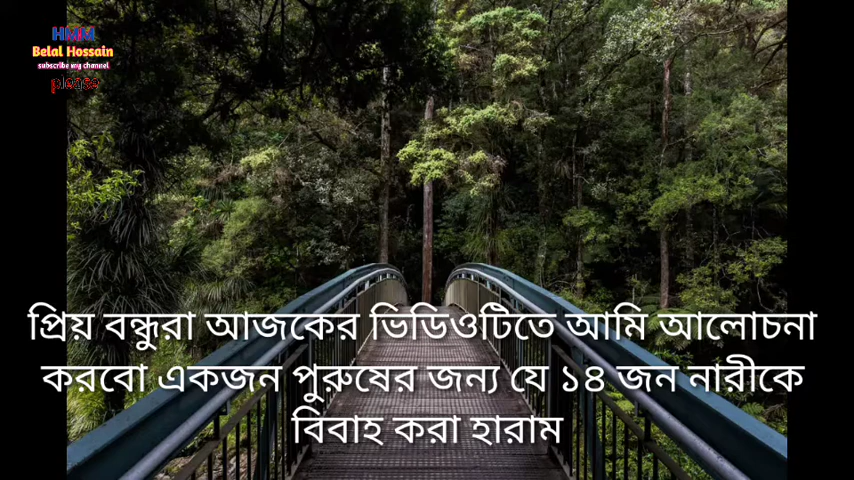 HMM
Belal Hossain
subscribe my channel
please
প্রিয় বন্ধুরা আজকের ভিডিওটিতে আমি আলোচনা
করবো একজন পুরুষের জন্য যে ১৪ জন নারীকে
বিবাহ করা হারাম